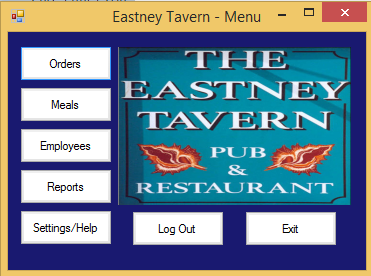 Eastney Tavern - Menu
Orders
Meals
Employees
Reports
Settings/Help
THE
EASTNEY
TAVERN
PUB
&
RESTAURANT
Log Out
Exit